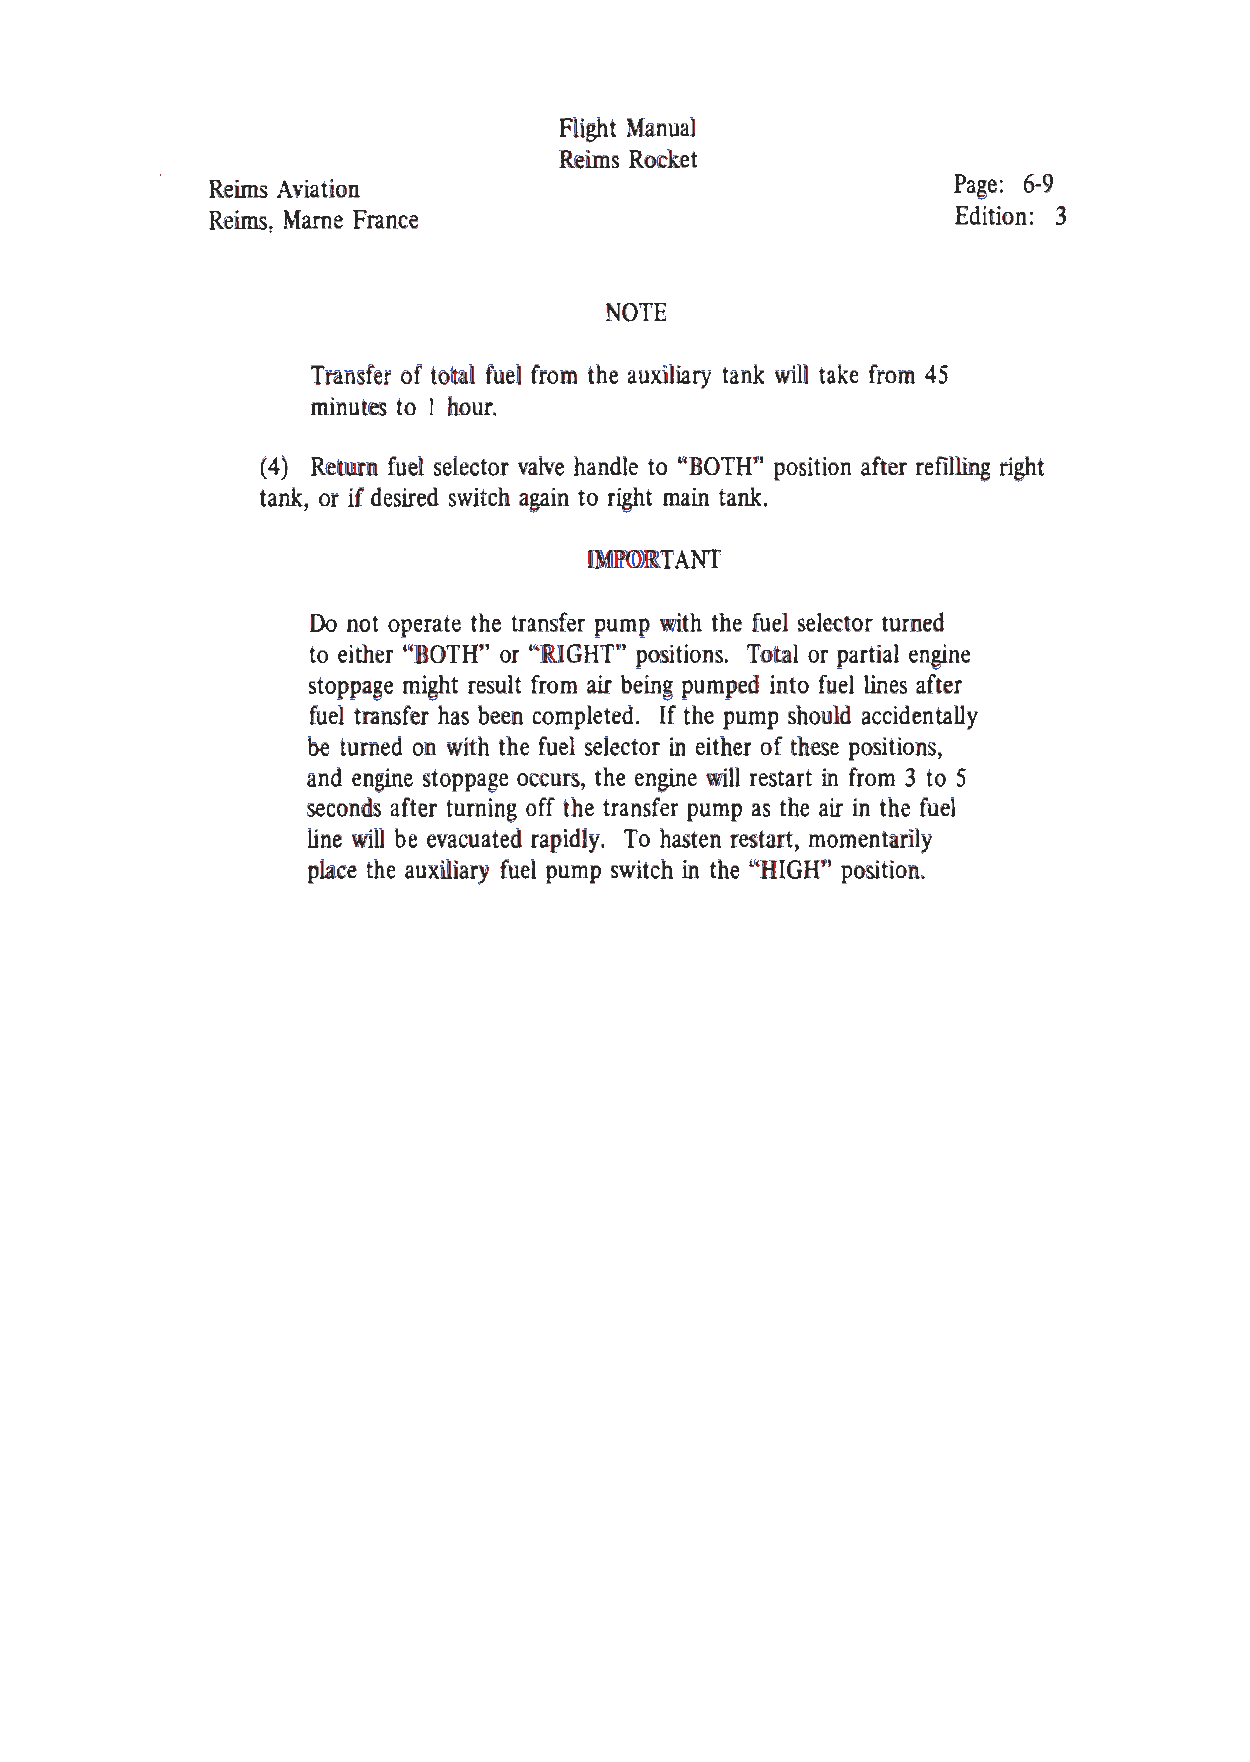 Flight Manual
Reims Rocket
Reims Aviation
Page: 6-9
Reims, Marne France
Edition: 3
NOTE
Transfer of total fuel from the auxiliary tank will take from 45
minutes to 1 hour.
(4) Return fuel selector valve handle to “BOTH” position after refilling right
tank, or if desired switch again to right main tank.
IMPORTANT
Do not operate the transfer pump with the fuel selector turned
to either “BOTH” or “RIGHT” positions. Total or partial engine
stoppage might result from air being pumped into fuel lines after
fuel transfer has been completed. If the pump should accidentally
be turned on with the fuel selector in either of these positions,
and engine stoppage occurs, the engine will restart in from 3 to 5
seconds after turning off the transfer pump as the air in the fuel
line will be evacuated rapidly. To hasten restart, momentarily
place the auxiliary fuel pump switch in the “HIGH” position.